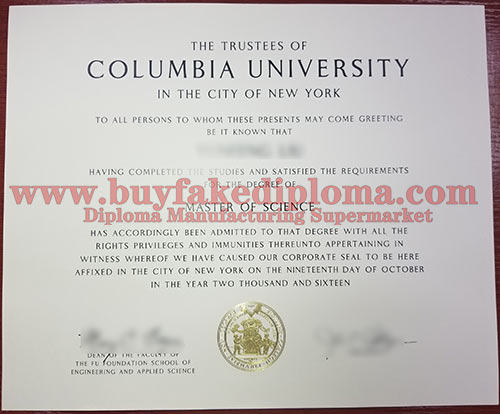 THE TRUSTEES OF
COLUMBIA UNIVERSITY
IN THE CITY OF NEW YORK
TO ALL PERSONS TO WHOM THESE PRESENTS MAY COME GREETING
BE IT KNOWN THAT
HAVING COMPLETED THE STUDIES AND SATISFIED THE REQUIREMENTS
FOR THE DEGREE OF
www.buyfakediploma.com
MASTER OF SCIENCE
Diploma Manufacturing Supermarket
HAS ACCORDINGLY BEEN ADMITTED TO THAT DEGREE WITH ALL THE
RIGHTS PRIVILEGES AND IMMUNITIES THEREUNTO APPERTAINING IN
WITNESS WHEREOF WE HAVE CAUSED OUR CORPORATE SEAL TO BE HERE
AFFIXED IN THE CITY OF NEW YORK ON THE NINETEENTH DAY OF OCTOBER
IN THE YEAR TWO THOUSAND AND SIXTEEN
DEAN OF THE FACULTY OF
THE FU FOUNDATION SCHOOL OF
ENGINEERING AND APPLIED SCIENCE